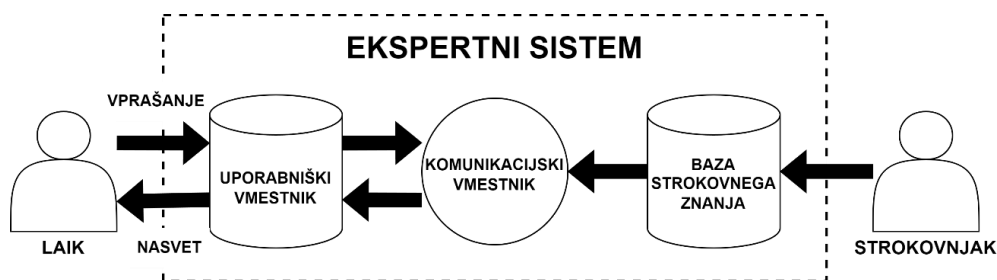 EKSPERTNI SISTEM
VPRAŠANJE
UPORABNIŠKI
VMESTNIK
KOMUNIKACIJSKI
VMESTNIK
BAZA
STROKOVNEGA
ZNANJA
LAIK
NASVET
STROKOVNJAK